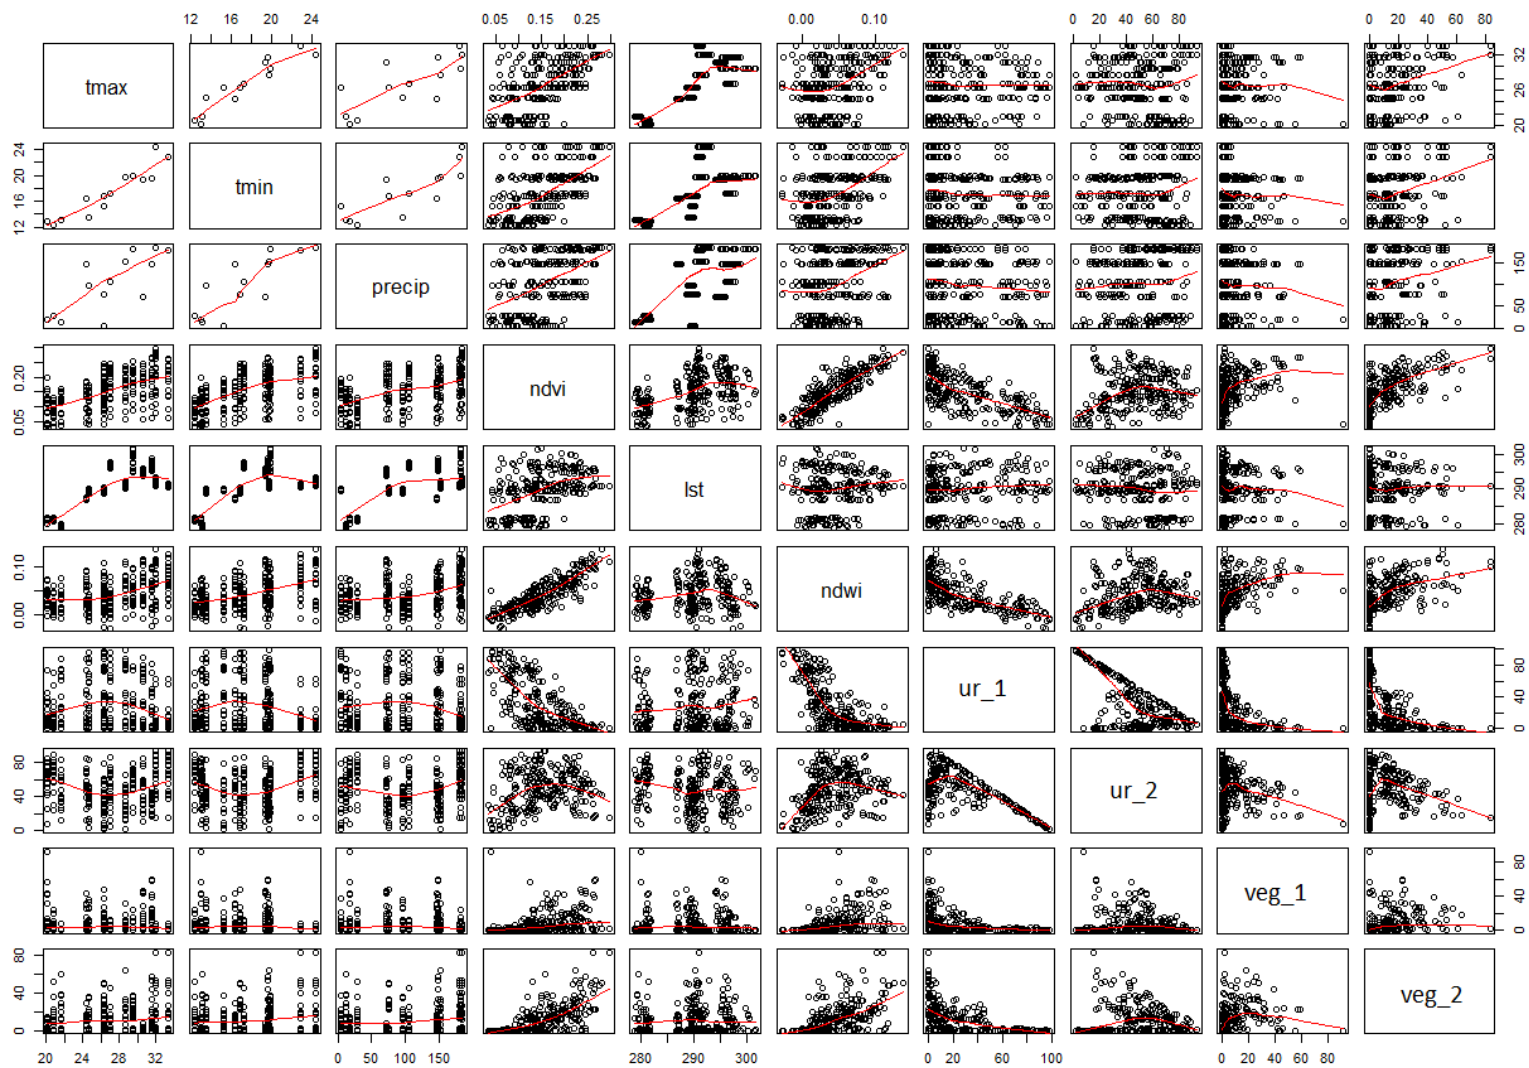 12 16 20 24 0.05 0.15 0.25 0.00 0.10 0 20 40 60 80 0 20 40 60 80
tmax 20 26 32
12 16 20 24 tmin
precip 0 50 150
0.05 0.20 ndvi
lst 280 290 300
0.00 0.10 ndwi
ur_1 0 40 80
0 40 80 ur_2
veg_1 0 40 80
0 40 80 veg_2
20 24 28 32 0 50 100 150 280 290 300 0 20 40 60 100 0 20 40 60 80